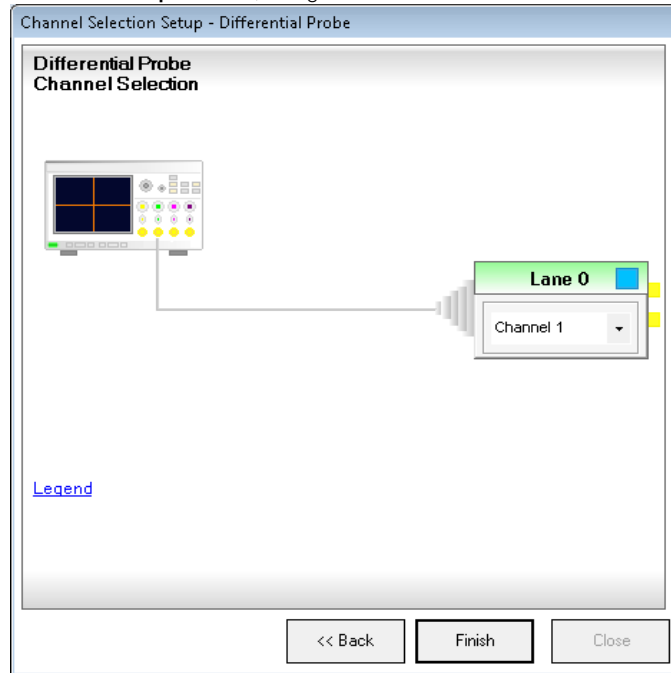 Channel Selection Setup - Differential Probe
Differential Probe
Channel Selection
Lane 0
Channel 1
Legend
<< Back
Finish
Close